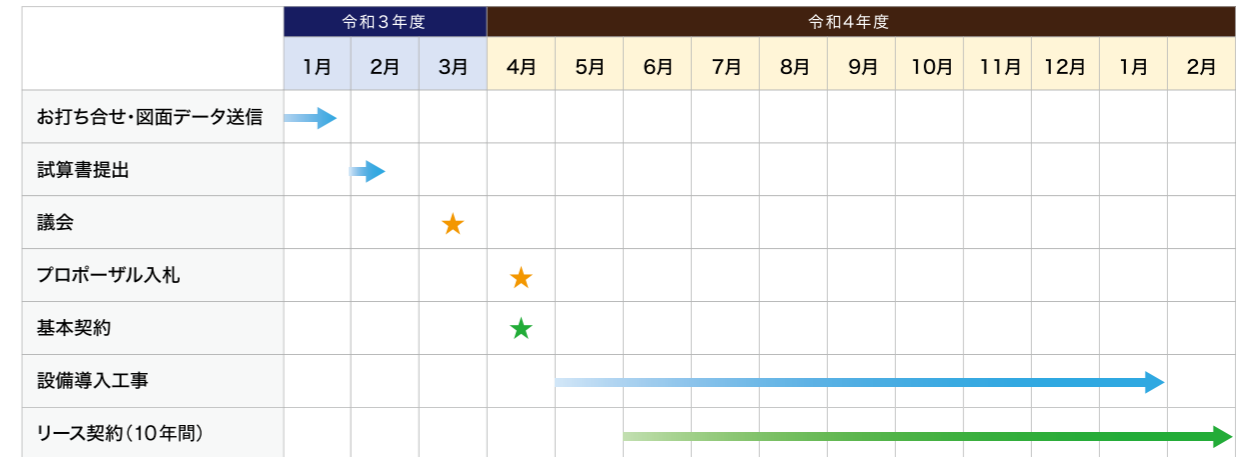 令和3年度 令和4年度
1月 2月 3月 4月 5月 6月 7月 8月 9月 10月 11月 12月 1月 2月
お打ち合せ・図面データ送信
試算書提出
議会
プロポーザル入札
基本契約
設備導入工事
リース契約(10年間)